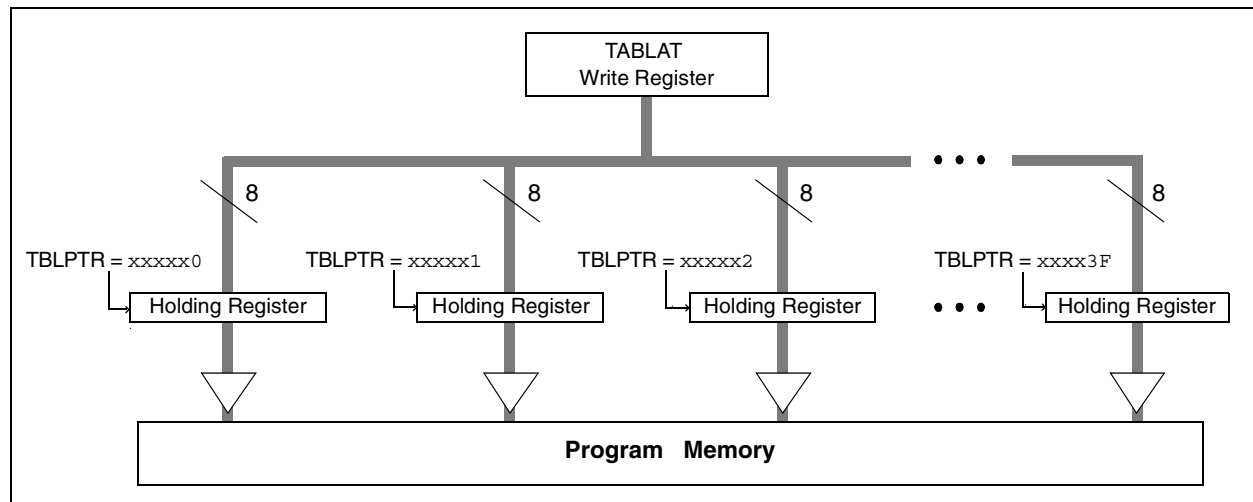 TABLAT
Write Register
8
8
8
8
TBLPTR = xxxxx0
TBLPTR = xxxxx1
TBLPTR = xxxxx2
TBLPTR = xxxx3F
Holding Register
Holding Register
Holding Register
Holding Register
Program Memory